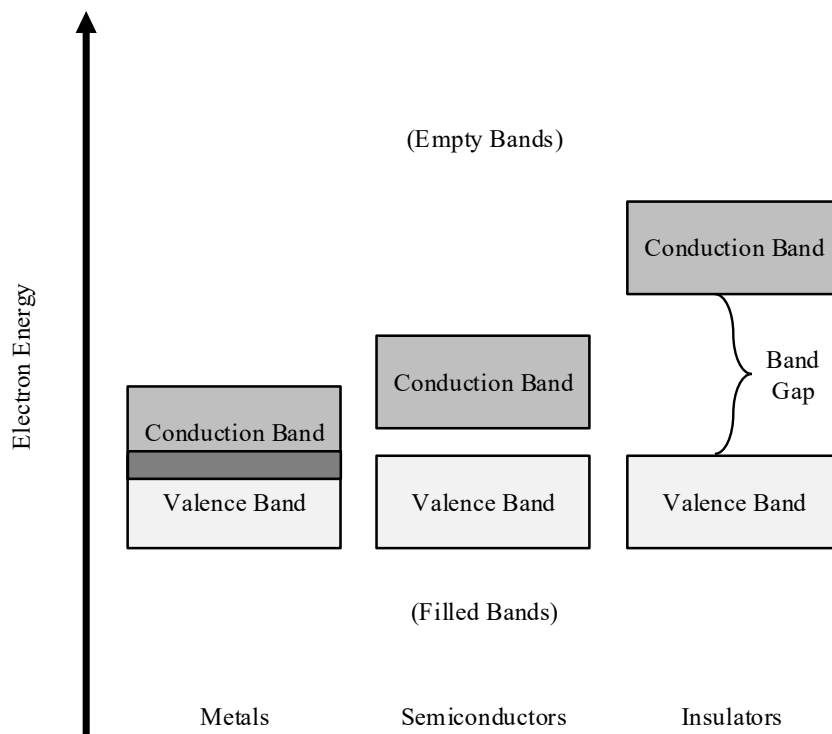 (Empty Bands)
Conduction Band
Electron Energy
Conduction Band
Band
Gap
Conduction Band
Valence Band
Valence Band
Valence Band
(Filled Bands)
Metals
Semiconductors
Insulators